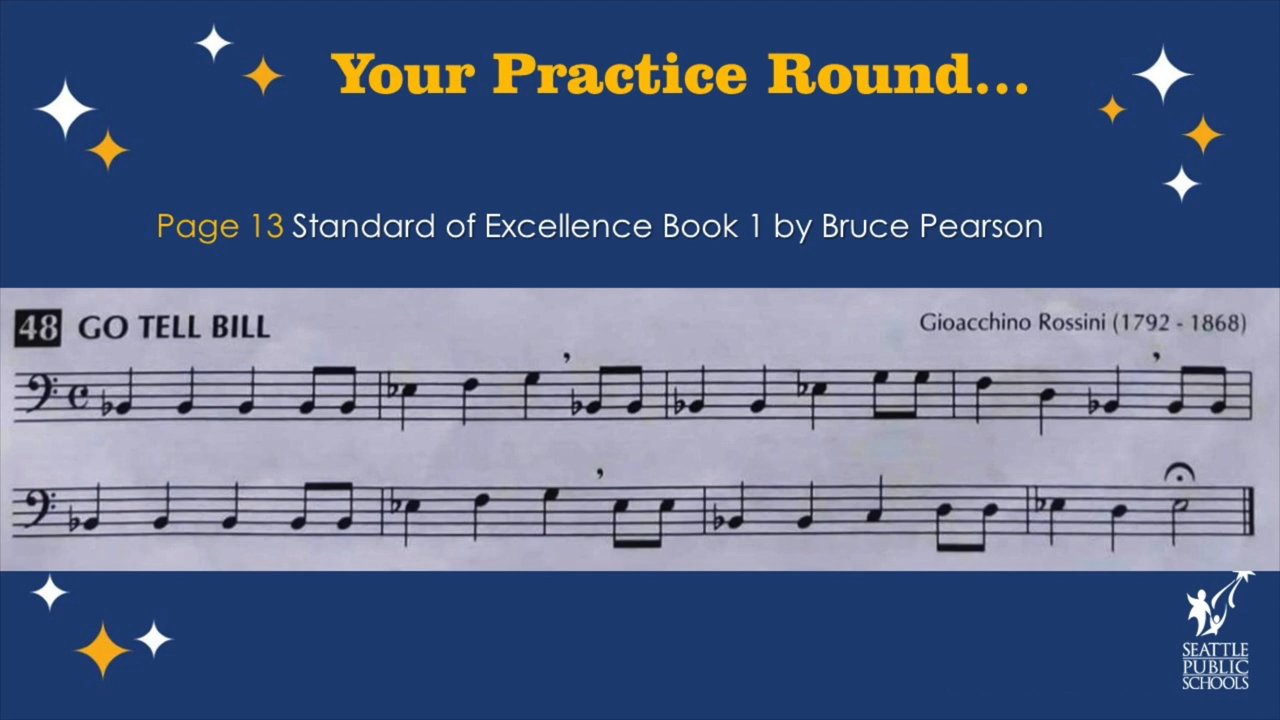 Your Practice Round...
Page 13 Standard of Excellence Book 1 by Bruce Pearson
48 GO TELL BILL
Gioacchino Rossini (1792 - 1868)
SEATTLE
PUBLIC
SCHOOLS